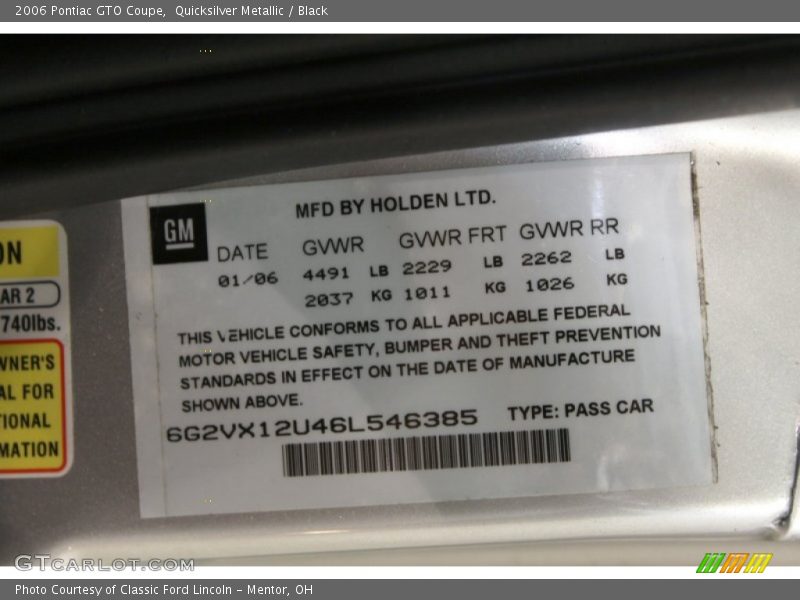 2006 Pontiac GTO Coupe, Quicksilver Metallic / Black
MFD BY HOLDEN LTD.
GM
DATE GVWR GVWR FRT GVWR RR
01/06 4491 LB 2229 LB 2262 LB
2037 KG 1011 KG 1026 KG
THIS VEHICLE CONFORMS TO ALL APPLICABLE FEDERAL
MOTOR VEHICLE SAFETY, BUMPER AND THEFT PREVENTION
STANDARDS IN EFFECT ON THE DATE OF MANUFACTURE
SHOWN ABOVE.
6G2VX12U46L546385 TYPE: PASS CAR
ON
AR 2
740lbs.
WNER'S
AL FOR
TIONAL
MATION
GTCARLOT.COM
Photo Courtesy of Classic Ford Lincoln - Mentor, OH